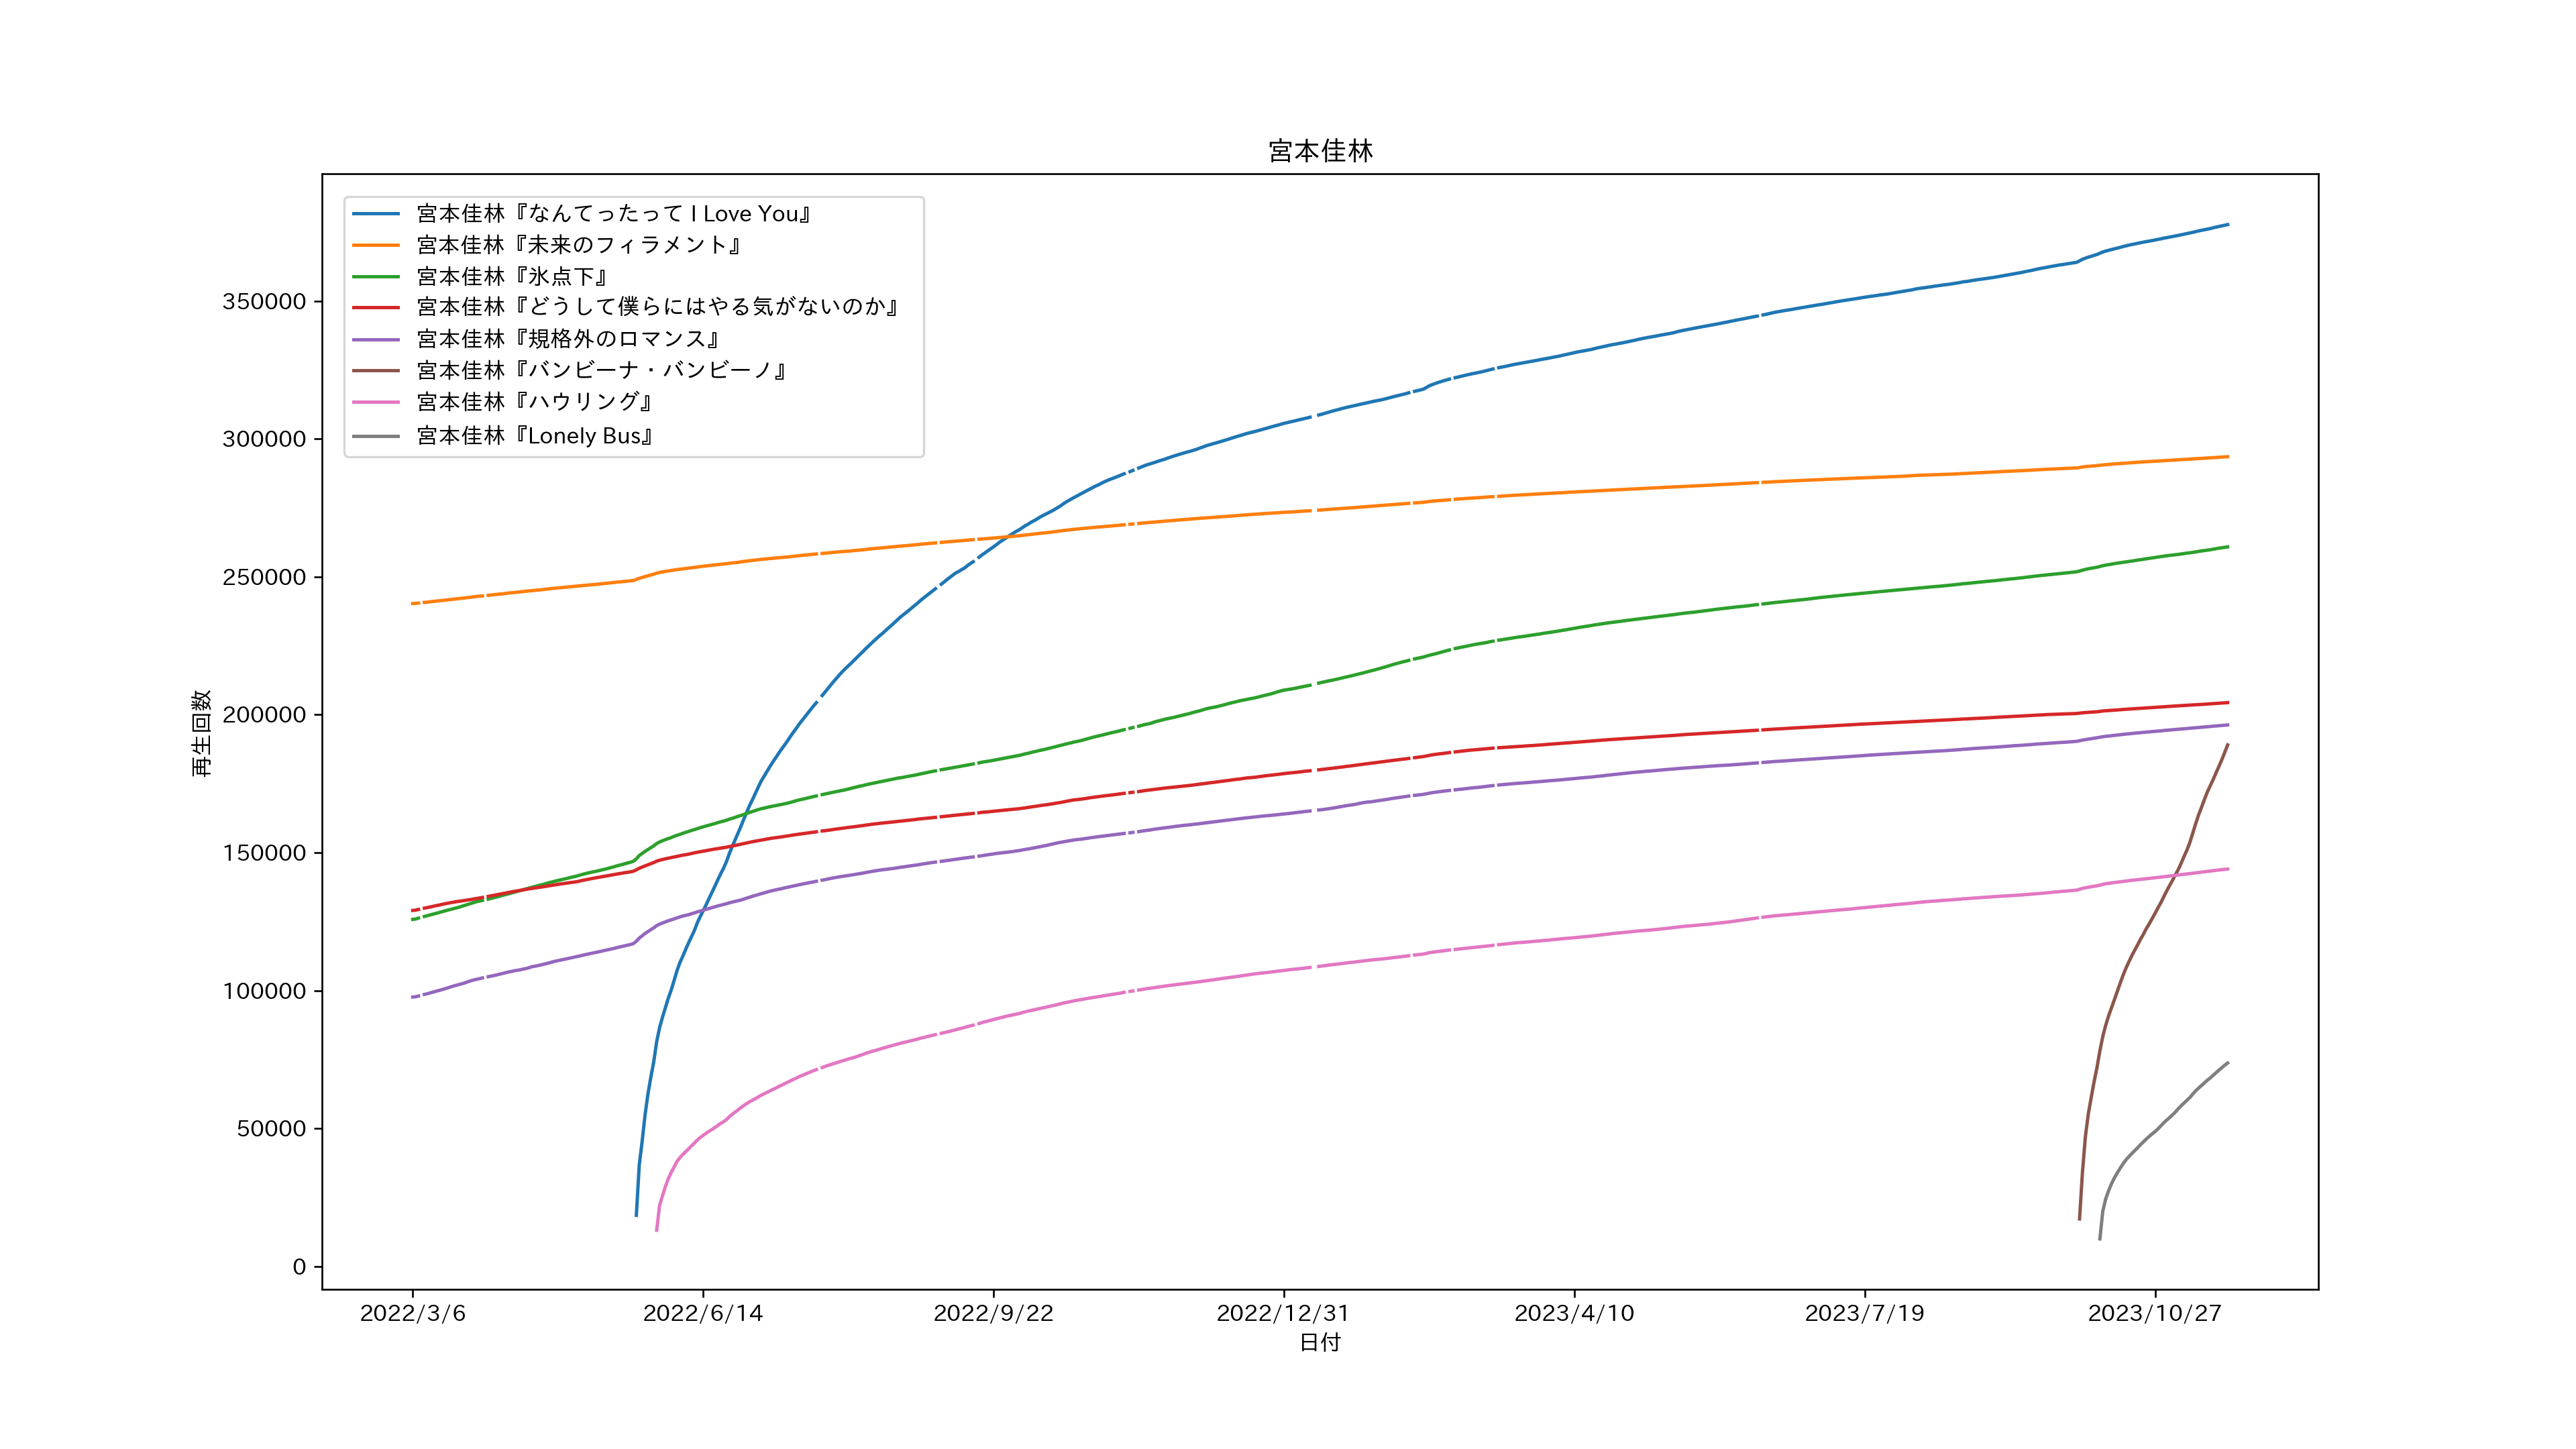 宮本佳林
宮本佳林『なんてったって I Love You』
宮本佳林『未来のフィラメント』
宮本佳林『氷点下』
宮本佳林『どうして僕らにはやる気がないのか』
宮本佳林『規格外のロマンス』
宮本佳林『バンビーナ・バンビーノ』
宮本佳林『ハウリング』
宮本佳林『Lonely Bus』
再生回数
350000
300000
250000
200000
150000
100000
50000
0
2022/3/6
2022/6/14
2022/9/22
2022/12/31
2023/4/10
2023/7/19
2023/10/27
日付